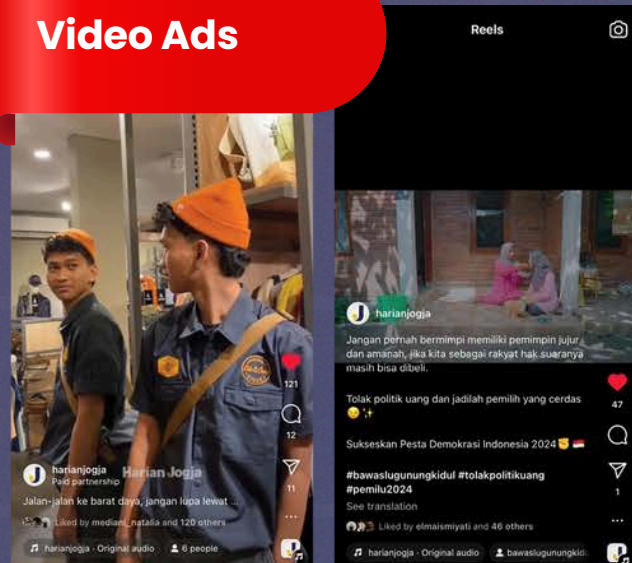 Video Ads
121
12
harianjogja
Paid partnership
Harian Jogja
11
Jalan-jalan ke barat daya, jangan lupa lewat ...
Liked by mediani_natalia and 120 others
harianjogja · Original audio
6 people
Reels
harianjogja
Jangan pernah bermimpi memiliki pemimpin jujur
dan amanah, jika kita sebagai rakyat hak suaranya
masih bisa dibeli.
47
Tolak politik uang dan jadilah pemilih yang cerdas
😉✨
Sukseskan Pesta Demokrasi Indonesia 2024✊🇮🇩
#bawaslugunungkidul #tolakpolitikuang
#pemilu2024
1
See translation
Liked by elmaismiyati and 46 others
harianjogja · Original audio
bawaslugunungkid